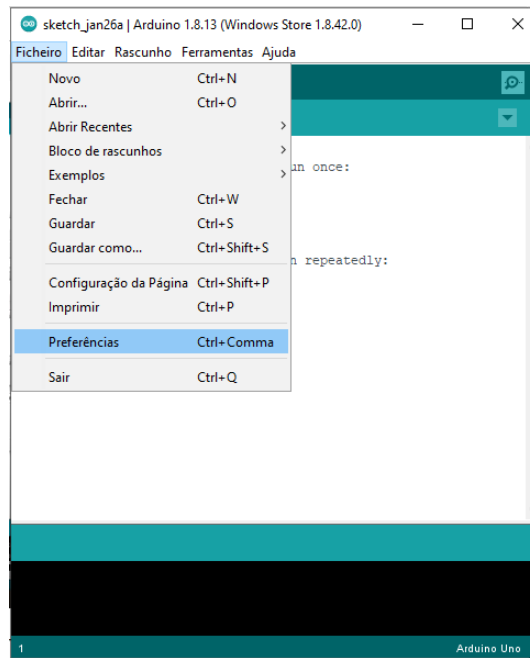 sketch_jan26a | Arduino 1.8.13 (Windows Store 1.8.42.0)
Ficheiro Editar Rascunho Ferramentas Ajuda
Novo Ctrl+N
Abrir... Ctrl+O
Abrir Recentes
Bloco de rascunhos
Exemplos
Fechar Ctrl+W
Guardar Ctrl+S
Guardar como... Ctrl+Shift+S
Configuração da Página Ctrl+Shift+P
Imprimir Ctrl+P
Preferências Ctrl+Comma
Sair Ctrl+Q
un once:
n repeatedly:
1 Arduino Uno